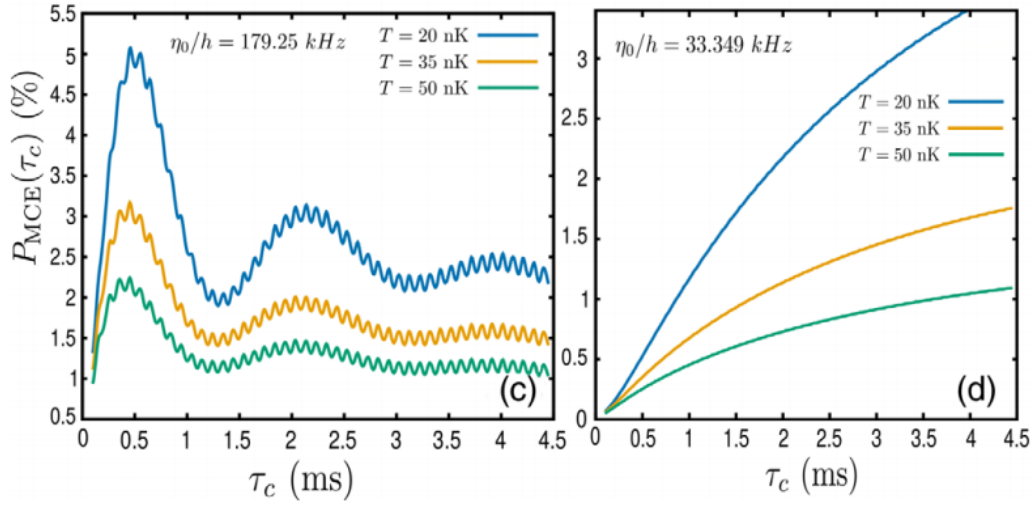 P_MCE(τ_c) (%)
5.5
5
4.5
4
3.5
3
2.5
2
1.5
1
0.5
η₀/h = 179.25 kHz
T = 20 nK
T = 35 nK
T = 50 nK
(c)
0 0.5 1 1.5 2 2.5 3 3.5 4 4.5
τ_c (ms)
3
2.5
2
1.5
1
0.5
0
η₀/h = 33.349 kHz
T = 20 nK
T = 35 nK
T = 50 nK
(d)
0 0.5 1 1.5 2 2.5 3 3.5 4 4.5
τ_c (ms)